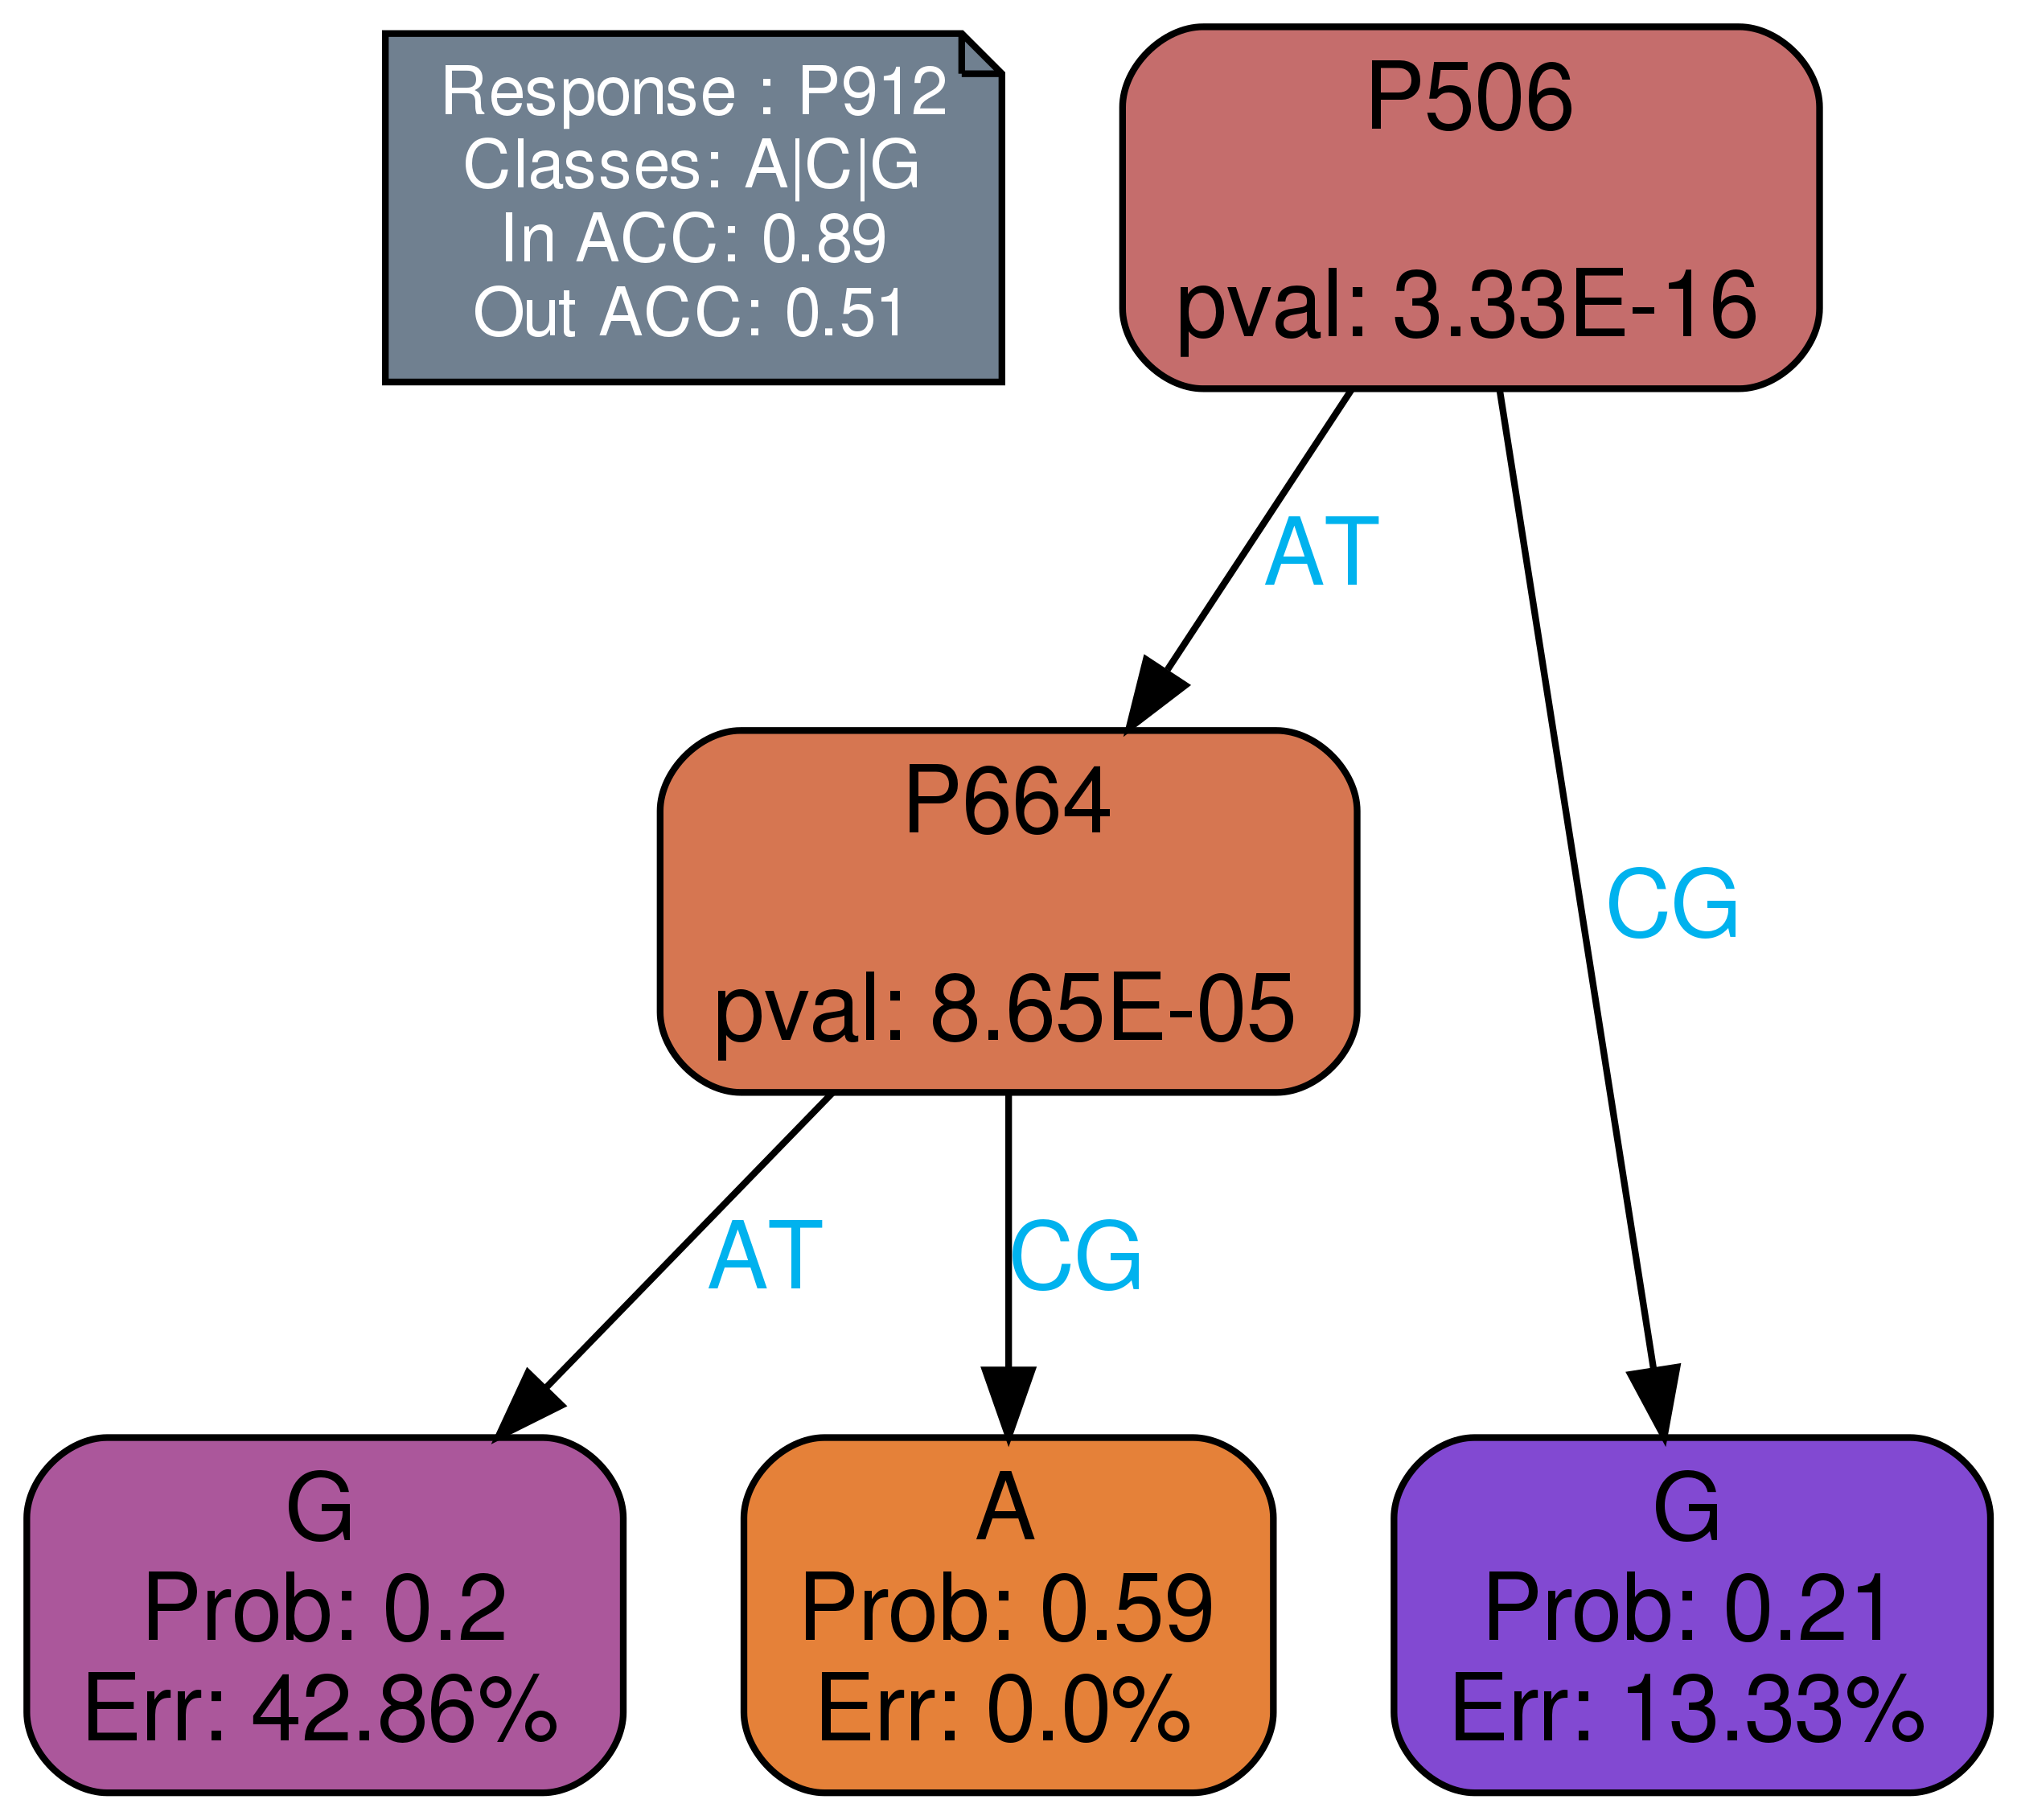 Response : P912
Classes: A|C|G
In ACC: 0.89
Out ACC: 0.51
P506
pval: 3.33E-16
AT
P664
pval: 8.65E-05
CG
AT
CG
G
Prob: 0.2
Err: 42.86%
A
Prob: 0.59
Err: 0.0%
G
Prob: 0.21
Err: 13.33%